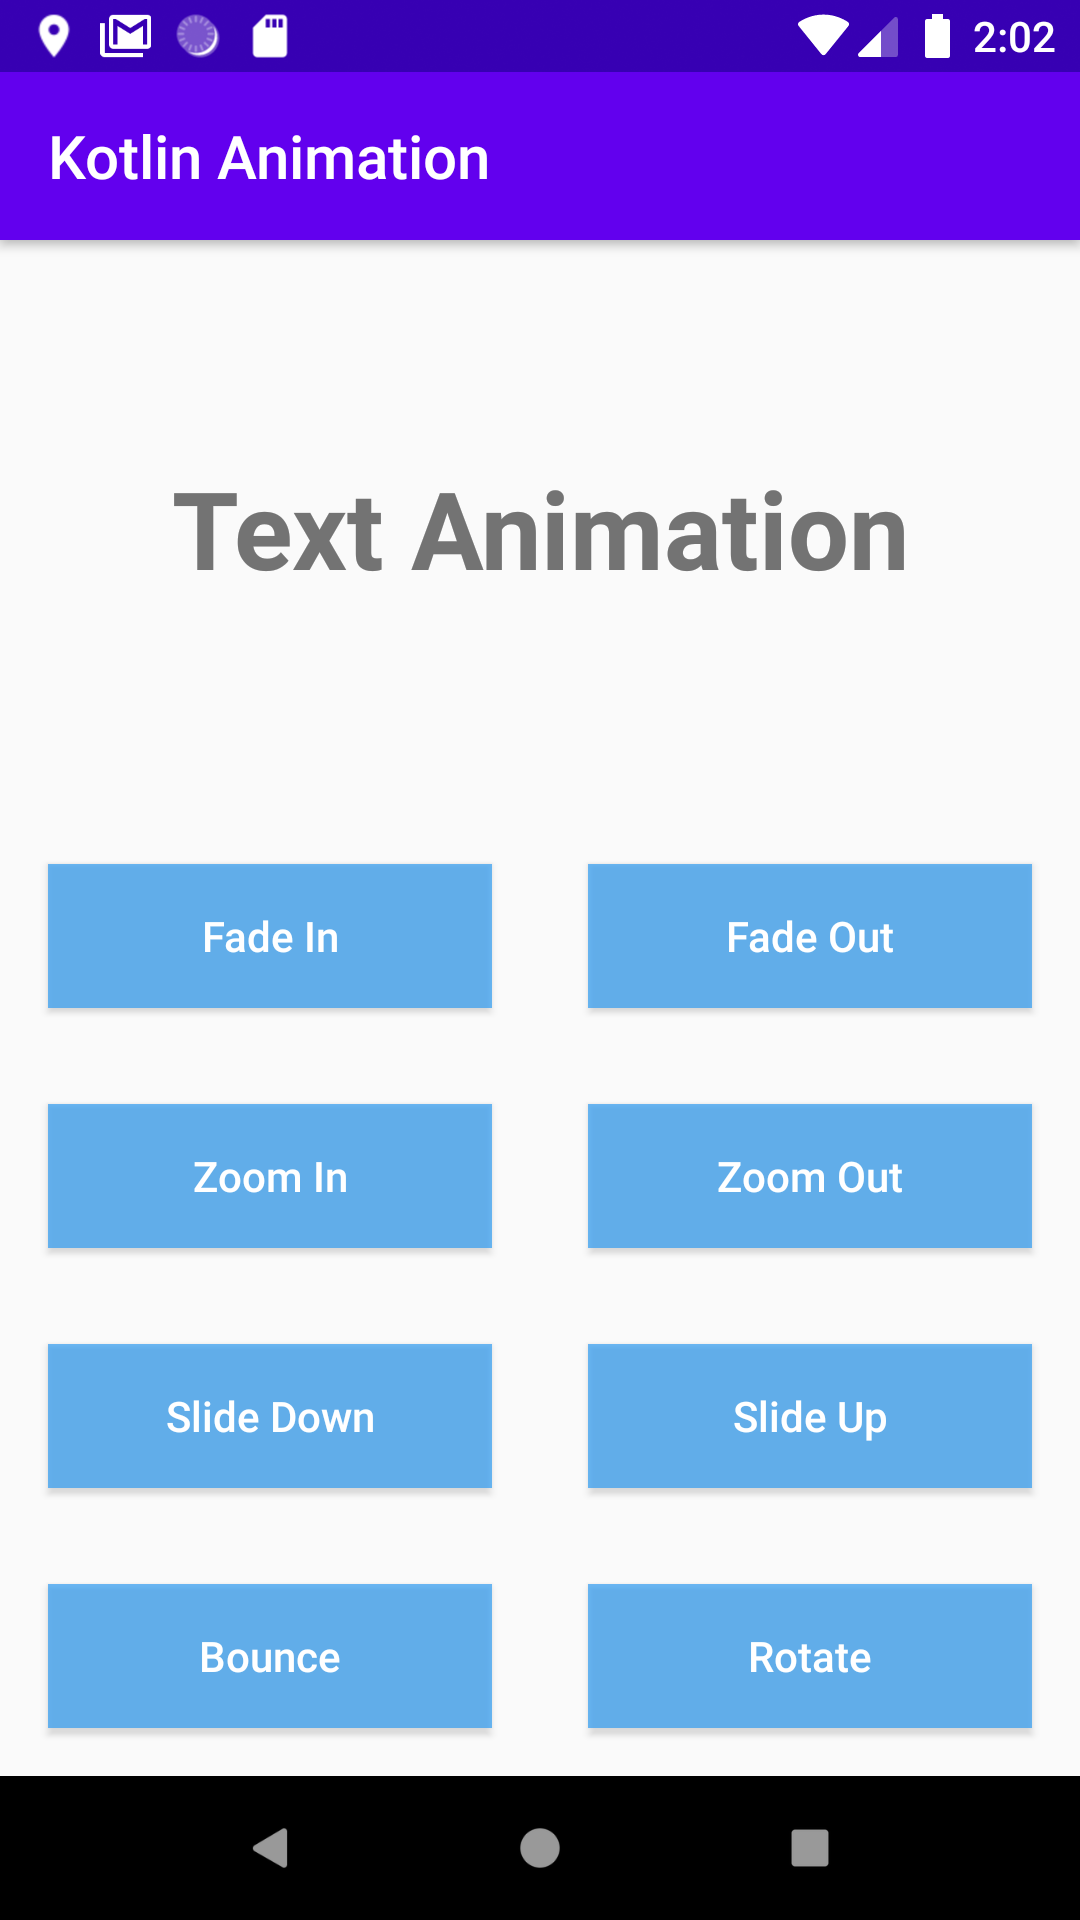 2:02
Kotlin Animation
Text Animation
Fade In
Fade Out
Zoom In
Zoom Out
Slide Down
Slide Up
Bounce
Rotate